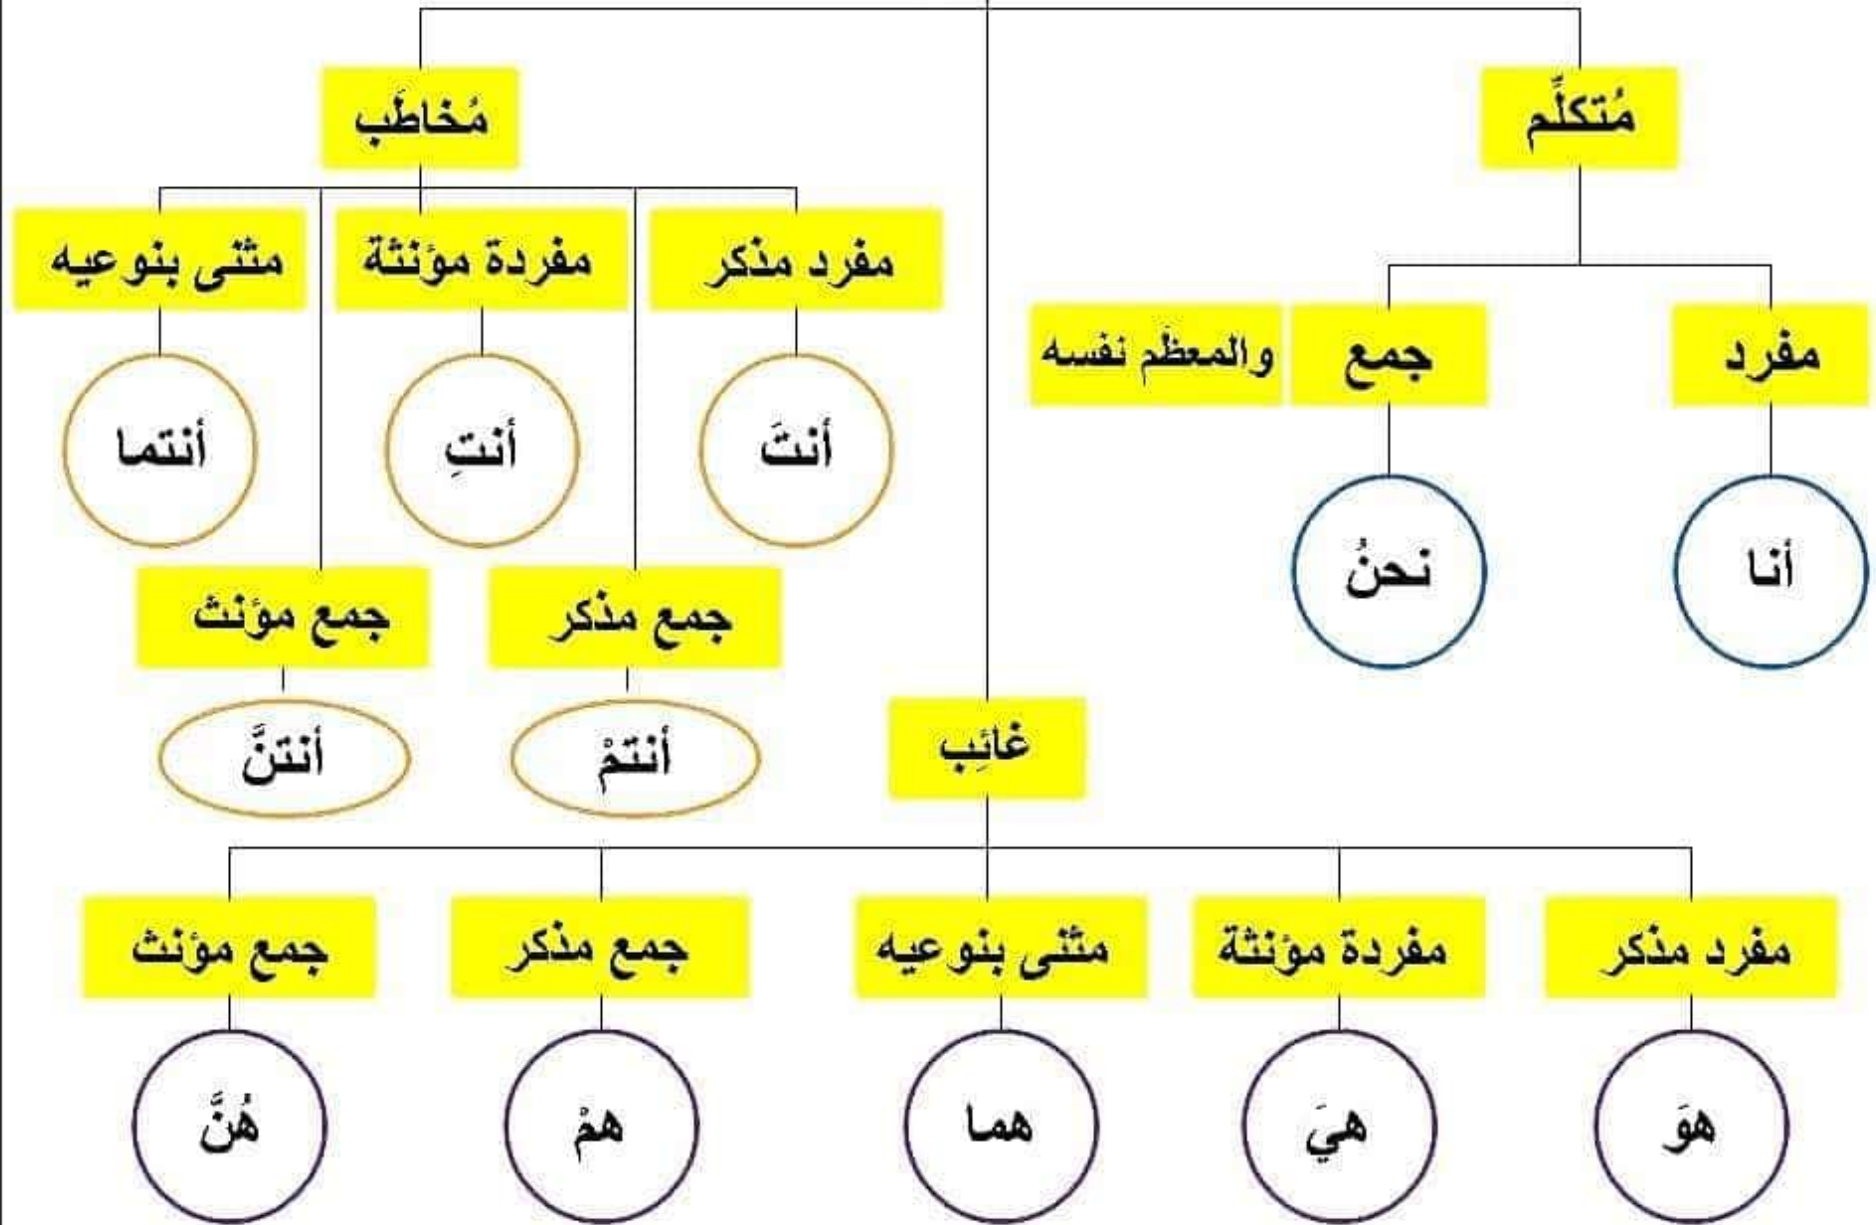 مُتكلِّم
مُخاطَب
مفرد مذكر
مفردة مؤنثة
مثنى بنوعيه
مفرد
جمع
والمعظَم نفسه
أنتَ
أنتِ
أنتما
أنا
نحنُ
جمع مذكر
جمع مؤنث
أنتمْ
أنتنَّ
غائِب
مفرد مذكر
مفردة مؤنثة
مثنى بنوعيه
جمع مذكر
جمع مؤنث
هوَ
هيَ
هما
همْ
هُنَّ